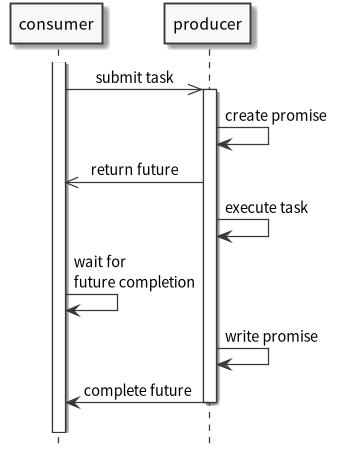 consumer
producer
submit task
create promise
return future
execute task
wait for
future completion
write promise
complete future